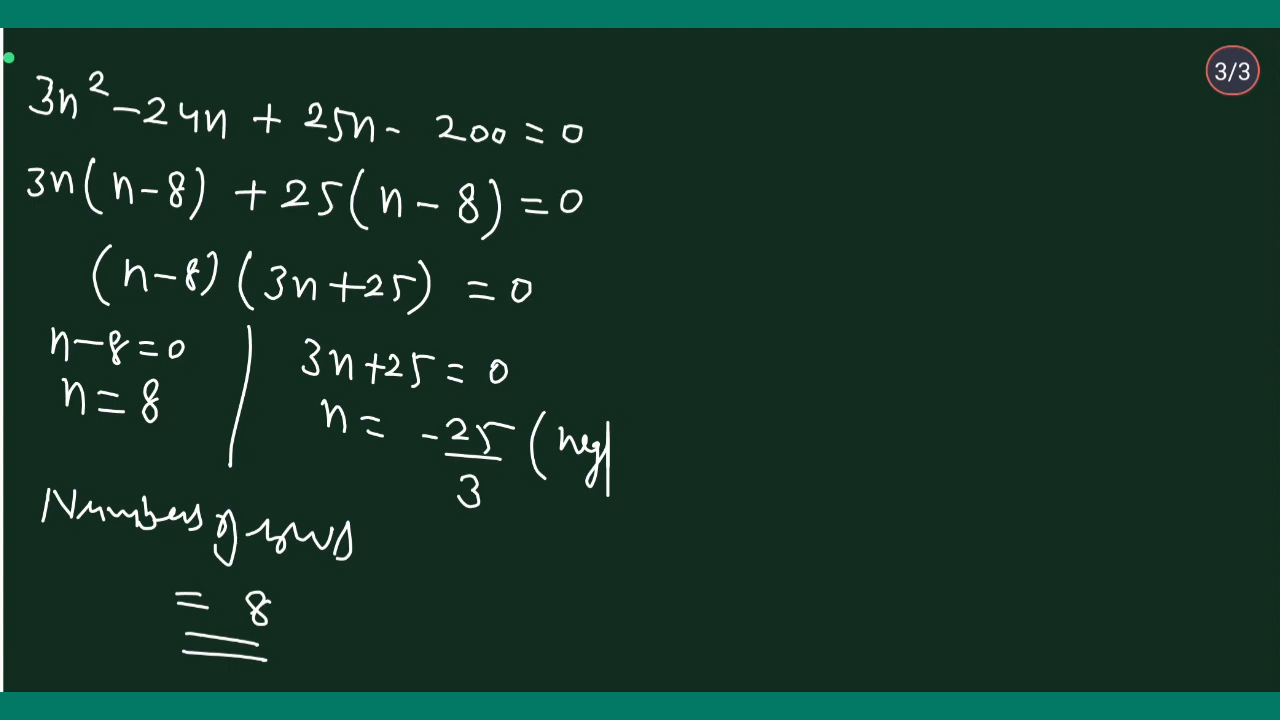 3/3
3n² - 24n + 25n - 200 = 0
3n(n-8) + 25(n-8) = 0
(n-8)(3n+25) = 0
n-8=0
n = 8
3n+25 = 0
n = -25/3 (neg)
Numbers of rows
= 8